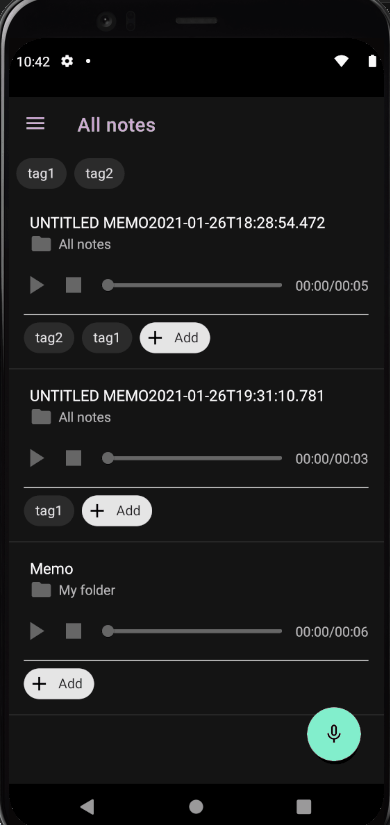 10:42
All notes
tag1 tag2
UNTITLED MEMO2021-01-26T18:28:54.472
All notes
00:00/00:05
tag2 tag1 Add
UNTITLED MEMO2021-01-26T19:31:10.781
All notes
00:00/00:03
tag1 Add
Memo
My folder
00:00/00:06
Add